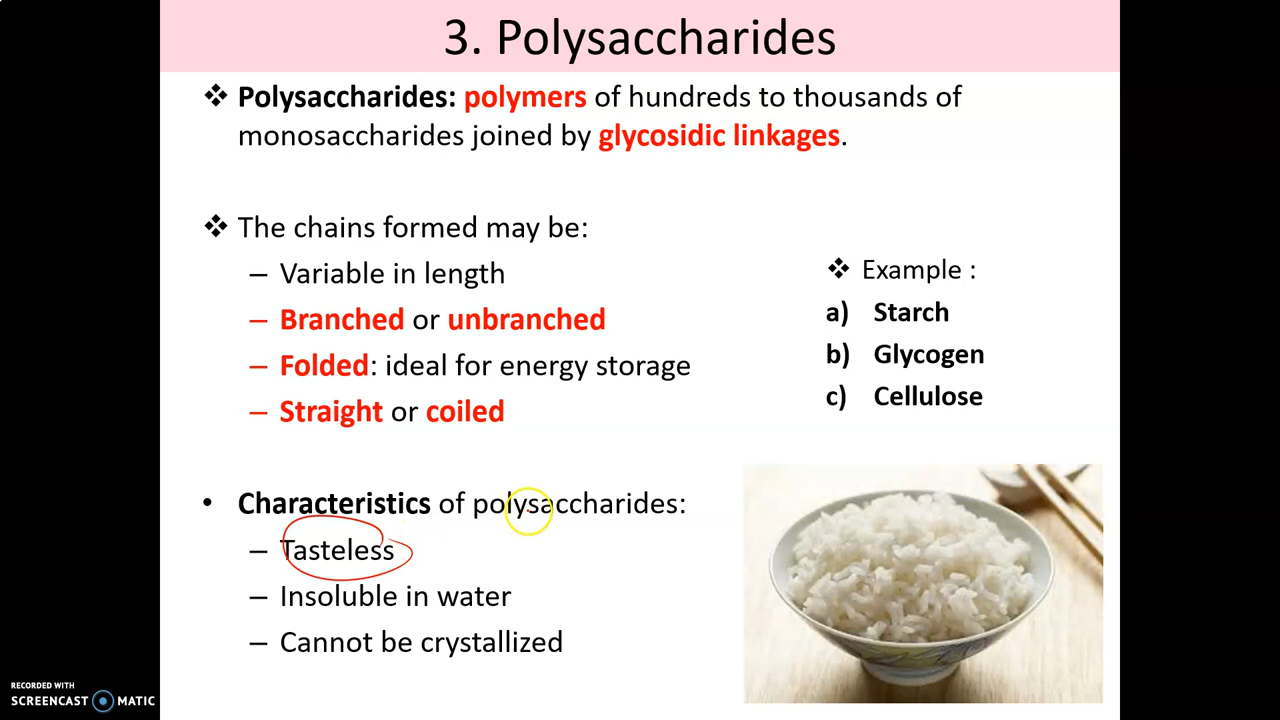 3. Polysaccharides
❖ Polysaccharides: polymers of hundreds to thousands of
monosaccharides joined by glycosidic linkages.
❖ The chains formed may be:
– Variable in length
– Branched or unbranched
– Folded: ideal for energy storage
– Straight or coiled
❖ Example :
a) Starch
b) Glycogen
c) Cellulose
• Characteristics of polysaccharides:
– Tasteless
– Insoluble in water
– Cannot be crystallized
RECORDED WITH
SCREENCAST MATIC